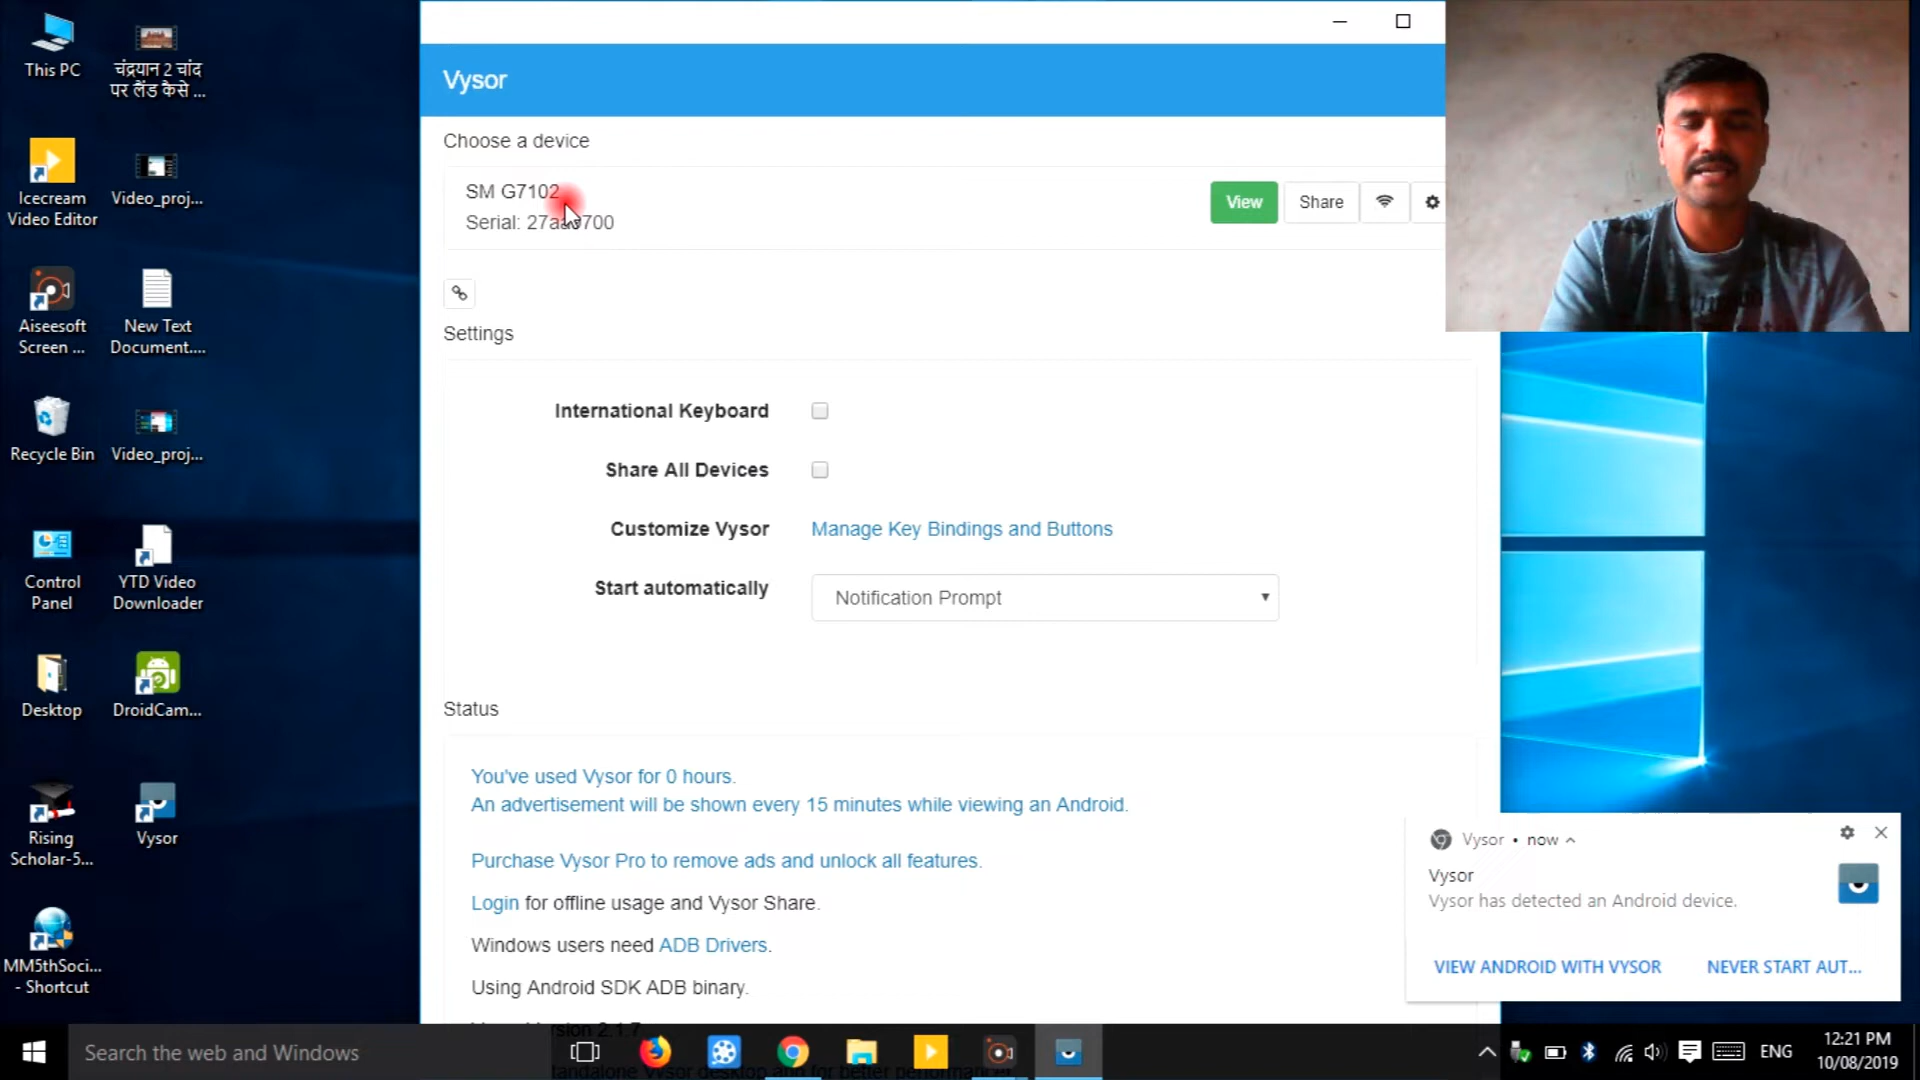 This PC
चंद्रयान 2 चांद
पर लैंड कैसे ...
Icecream
Video Editor
Video_proj...
Aiseesoft
Screen ...
New Text
Document....
Recycle Bin
Video_proj...
Control
Panel
YTD Video
Downloader
Desktop
DroidCam...
Rising
Scholar-5...
Vysor
MM5thSoci...
- Shortcut
Vysor
Choose a device
SM G7102
Serial:
View
Share
Settings
International Keyboard
Share All Devices
Customize Vysor
Manage Key Bindings and Buttons
Start automatically
Notification Prompt
Status
You've used Vysor for 0 hours.
An advertisement will be shown every 15 minutes while viewing an Android.
Purchase Vysor Pro to remove ads and unlock all features.
Login for offline usage and Vysor Share.
Windows users need ADB Drivers.
Using Android SDK ADB binary.
Vysor • now
Vysor
Vysor has detected an Android device.
VIEW ANDROID WITH VYSOR
NEVER START AUT...
Search the web and Windows
ENG
12:21 PM
10/08/2019